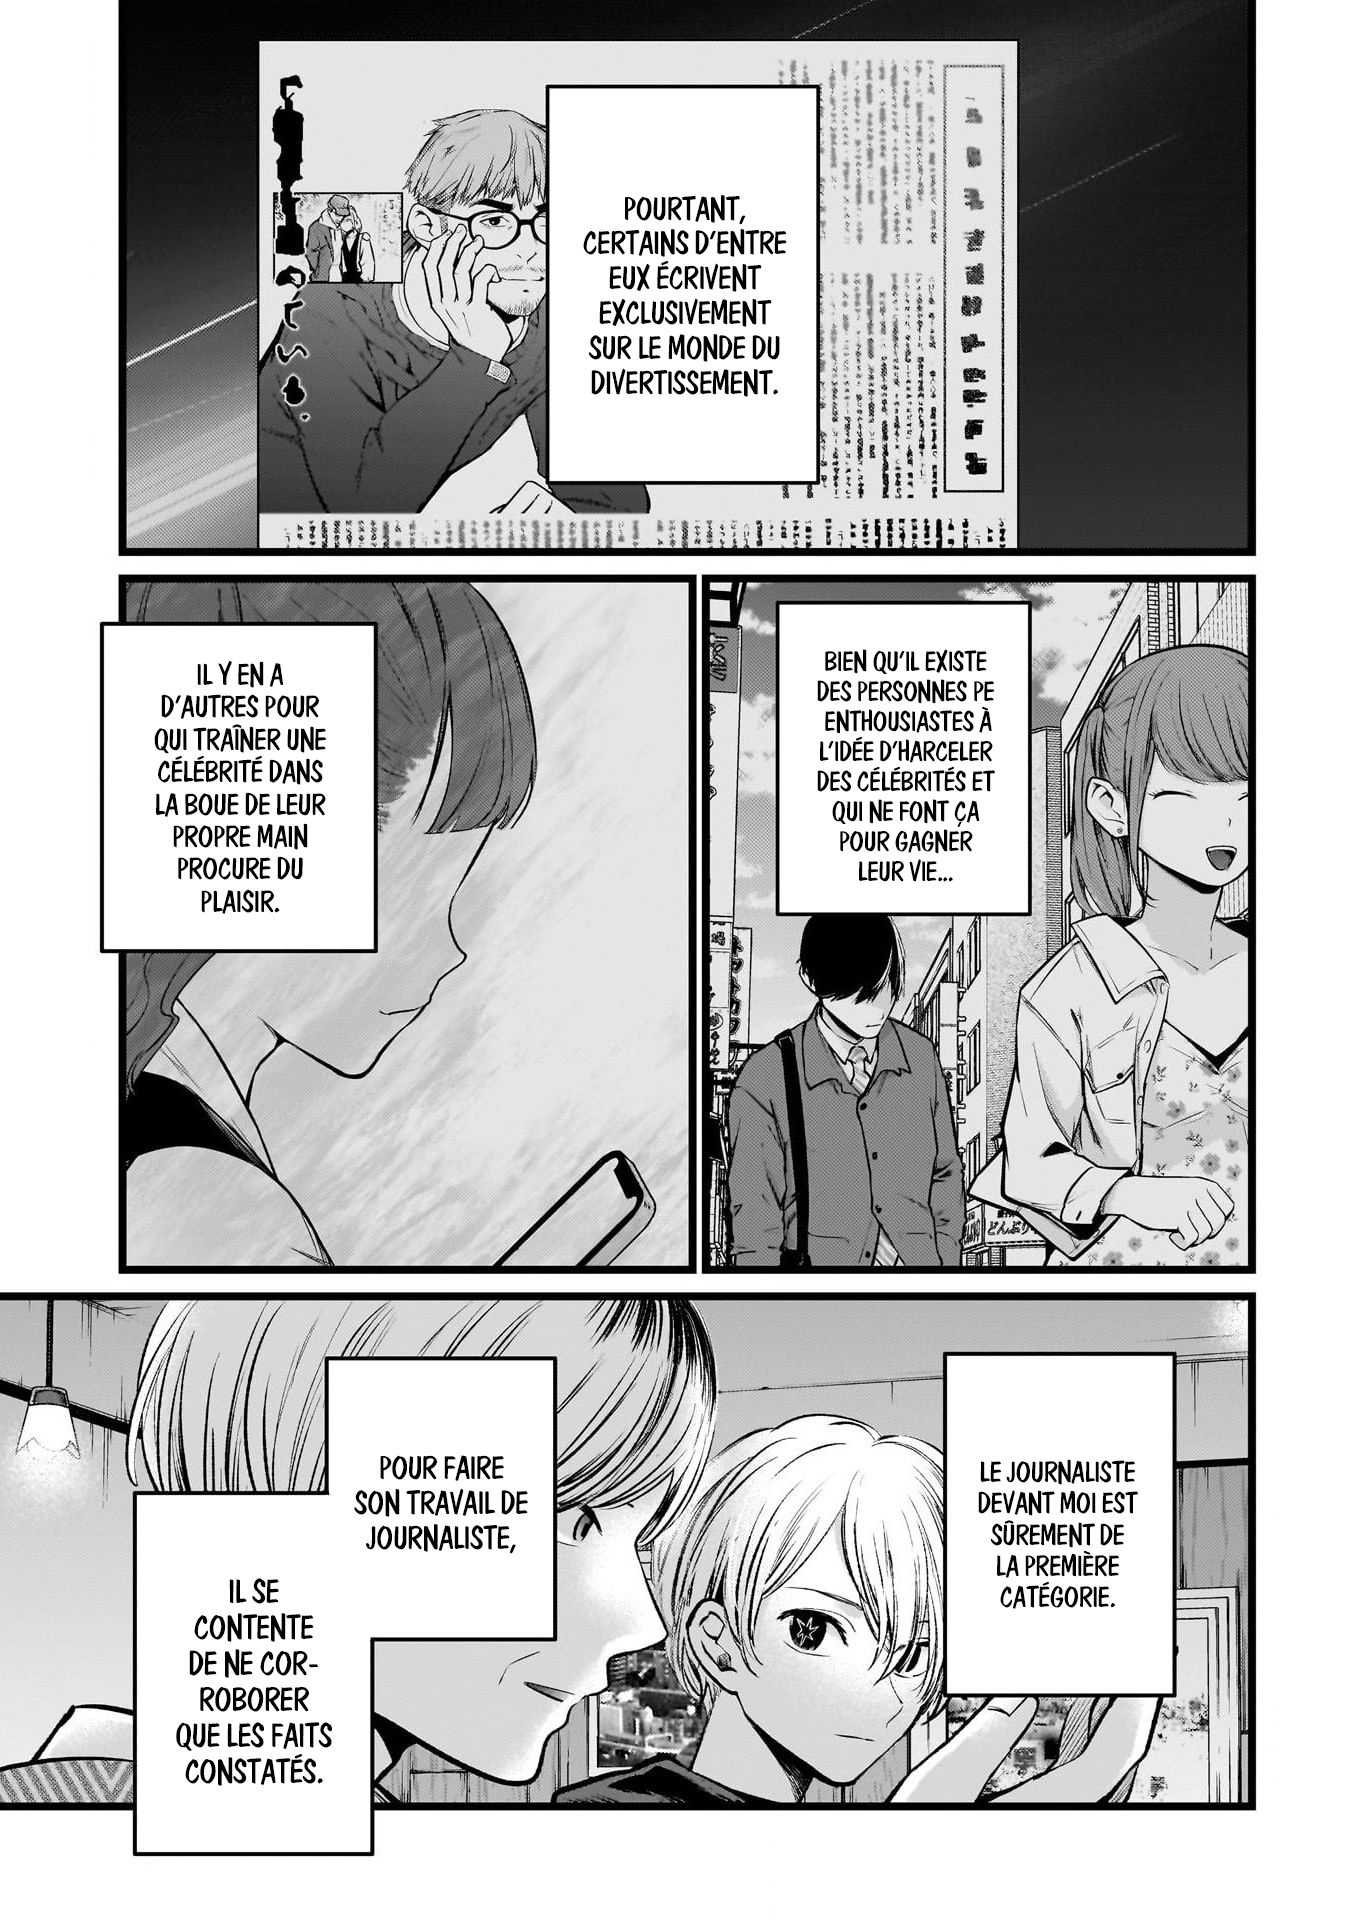 POURTANT,
CERTAINS D'ENTRE
EUX ÉCRIVENT
EXCLUSIVEMENT
SUR LE MONDE DU
DIVERTISSEMENT.
BIEN QU'IL EXISTE
DES PERSONNES PE
ENTHOUSIASTES À
L'IDÉE D'HARCELER
DES CÉLÉBRITÉS ET
QUI NE FONT ÇA
POUR GAGNER
LEUR VIE...
どんぶり
IL Y EN A
D'AUTRES POUR
QUI TRAÎNER UNE
CÉLÉBRITÉ DANS
LA BOUE DE LEUR
PROPRE MAIN
PROCURE DU
PLAISIR.
LE JOURNALISTE
DEVANT MOI EST
SÛREMENT DE
LA PREMIÈRE
CATÉGORIE.
POUR FAIRE
SON TRAVAIL DE
JOURNALISTE,
IL SE
CONTENTE
DE NE COR-
ROBORER
QUE LES FAITS
CONSTATÉS.